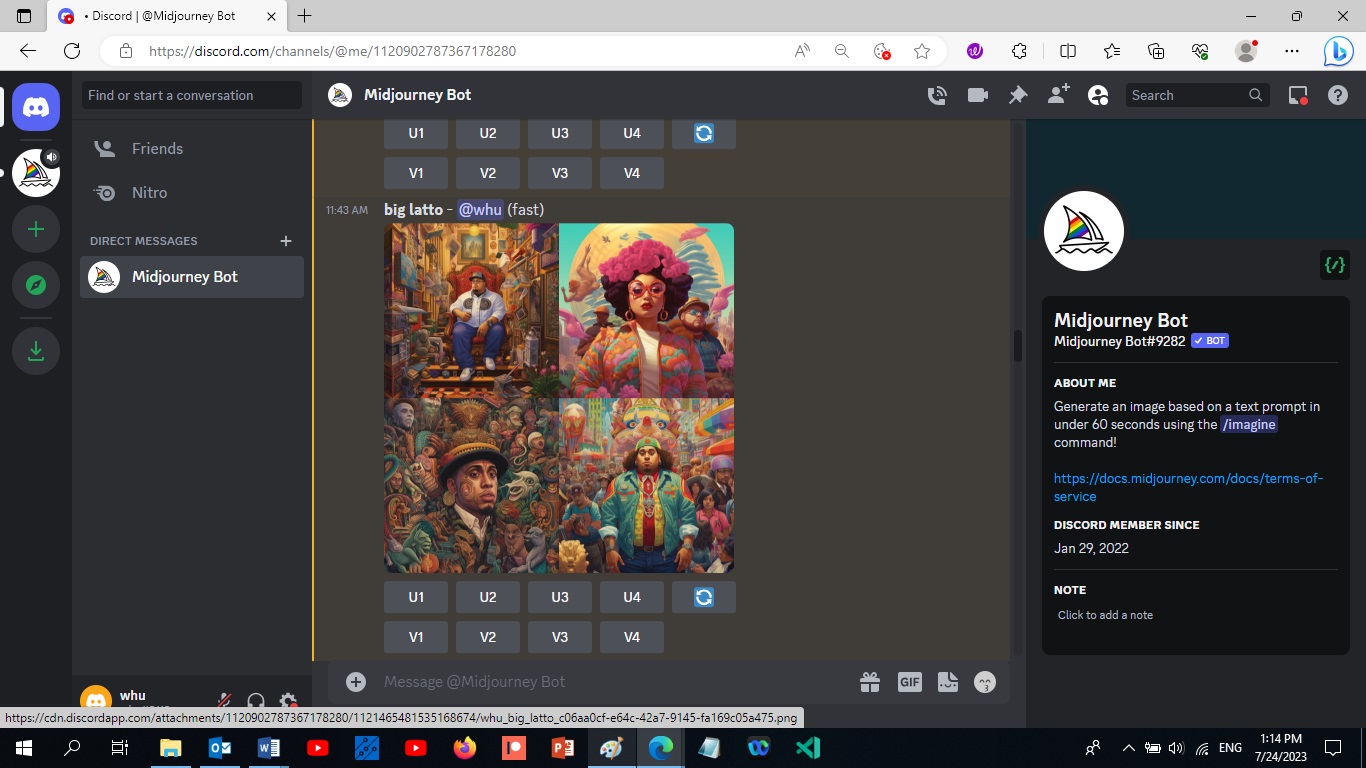 • Discord | @Midjourney Bot
https://discord.com/channels/@me/1120902787367178280
Find or start a conversation
Midjourney Bot
Search
Friends
Nitro
DIRECT MESSAGES
Midjourney Bot
U1 U2 U3 U4
V1 V2 V3 V4
11:43 AM big latto - @whu (fast)
U1 U2 U3 U4
V1 V2 V3 V4
Message @Midjourney Bot
GIF
Midjourney Bot
Midjourney Bot#9282 BOT
ABOUT ME
Generate an image based on a text prompt in
under 60 seconds using the /imagine
command!
https://docs.midjourney.com/docs/terms-of-
service
DISCORD MEMBER SINCE
Jan 29, 2022
NOTE
Click to add a note
whu
https://cdn.discordapp.com/attachments/1120902787367178280/1121465481535168674/whu_big_latto_c06aa0cf-e64c-42a7-9145-fa169c05a475.png
ENG
1:14 PM
7/24/2023